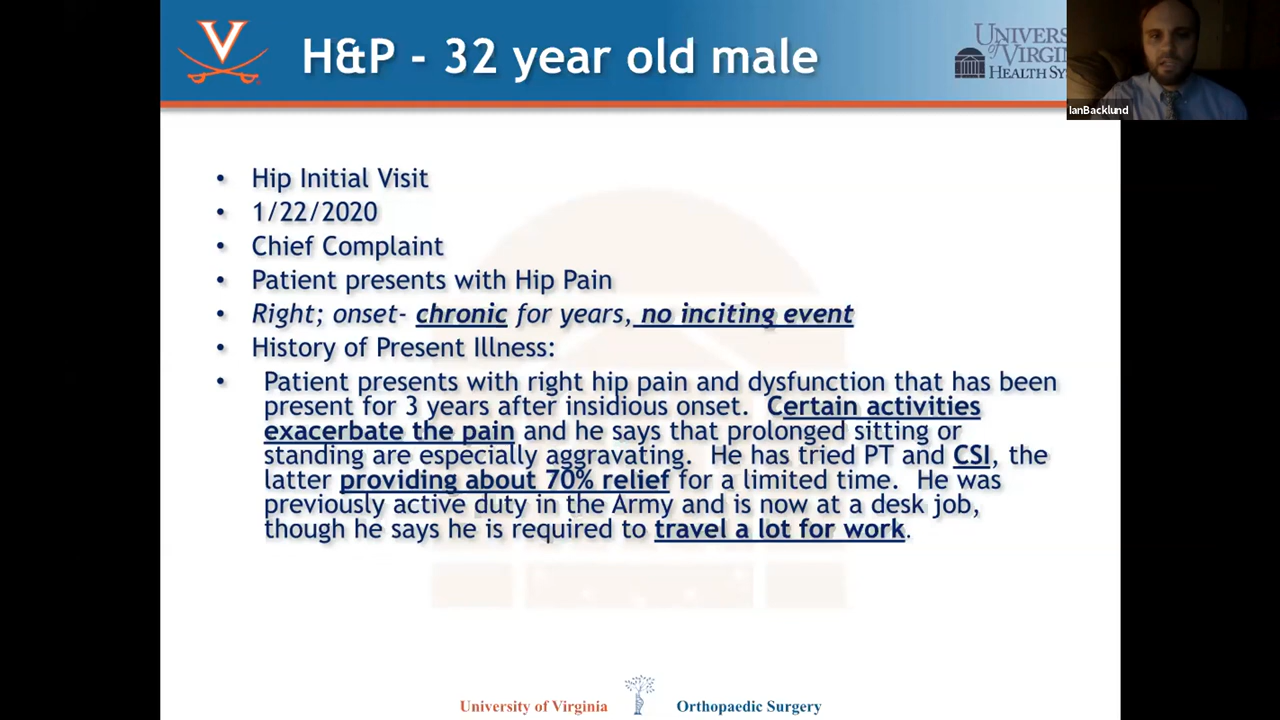 H&P - 32 year old male
UNIVERS
of VIRGIN
HEALTH SYS
IanBacklund
• Hip Initial Visit
• 1/22/2020
• Chief Complaint
• Patient presents with Hip Pain
• Right; onset- chronic for years, no inciting event
• History of Present Illness:
• Patient presents with right hip pain and dysfunction that has been
present for 3 years after insidious onset. Certain activities
exacerbate the pain and he says that prolonged sitting or
standing are especially aggravating. He has tried PT and CSI, the
latter providing about 70% relief for a limited time. He was
previously active duty in the Army and is now at a desk job,
though he says he is required to travel a lot for work.
University of Virginia Orthopaedic Surgery